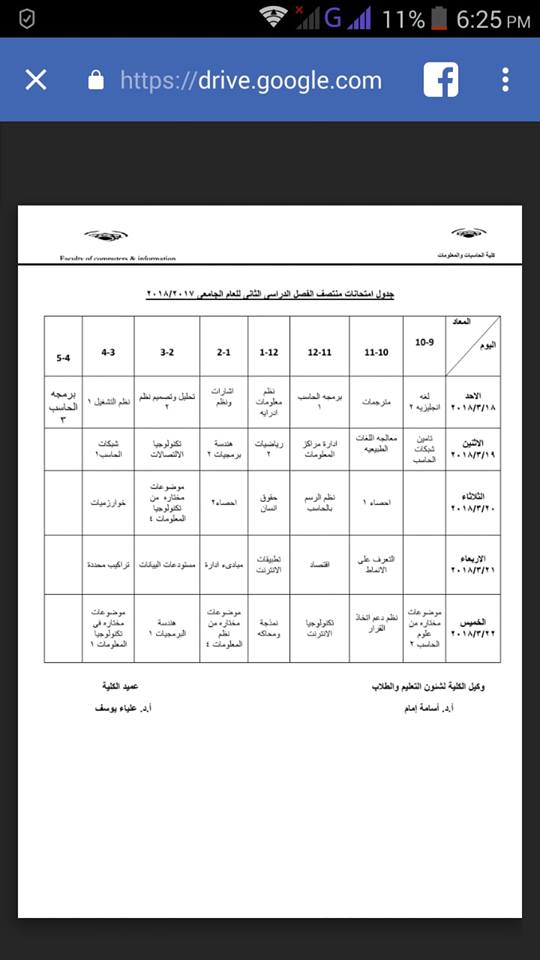 11% 6:25 PM
https://drive.google.com
كلية الحاسبات والمعلومات
Faculty of computers & information
جدول امتحانات منتصف الفصل الدراسى الثانى للعام الجامعى ٢٠١٨/٢٠١٧
المعاد
اليوم
10-9
11-10
12-11
1-12
2-1
3-2
4-3
5-4
الاحد
٢٠١٨/٣/١٨
لغه
انجليزيه ٢
مترجمات
برمجه الحاسب
١
نظم
معلومات
ادرايه
اشارات
ونظم
تحليل وتصميم نظم
٢
نظم التشغيل ١
برمجه
الحاسب
٣
الاثنين
٢٠١٨/٣/١٩
تامين
شبكات
الحاسب
معالجه اللغات
الطبيعيه
ادارة مراكز
المعلومات
رياضيات
٢
هندسة
برمجيات ٢
تكنولوجيا
الالتصالات
شبكات
الحاسب١
الثلاثاء
٢٠١٨/٣/٢٠
احصاء ١
نظم الرسم
بالحاسب
حقوق
انسان
احصاء٢
موضوعات
مختاره من
تكنولوجيا
المعلومات ٤
خوارزميات
الاربعاء
٢٠١٨/٣/٢١
التعرف على
الانماط
اقتصاد
تطبيقات
الانترنت
مبادىء ادارة
مستودعات البيانات
تراكيب محددة
الخميس
٢٠١٨/٣/٢٢
موضوعات
مختاره من
علوم
الحاسب ٢
نظم دعم اتخاذ
القرار
تكنولوجيا
الانترنت
نمذجة
ومحاكه
موضوعات
مختاره من
نظم
المعلومات ٤
هندسة
البرمجيات ١
موضوعات
مختاره فى
تكنولوجيا
المعلومات ١
وكيل الكلية لشئون التعليم والطلاب
أ.د. أسامة إمام
عميد الكلية
أ.د. علياء يوسف